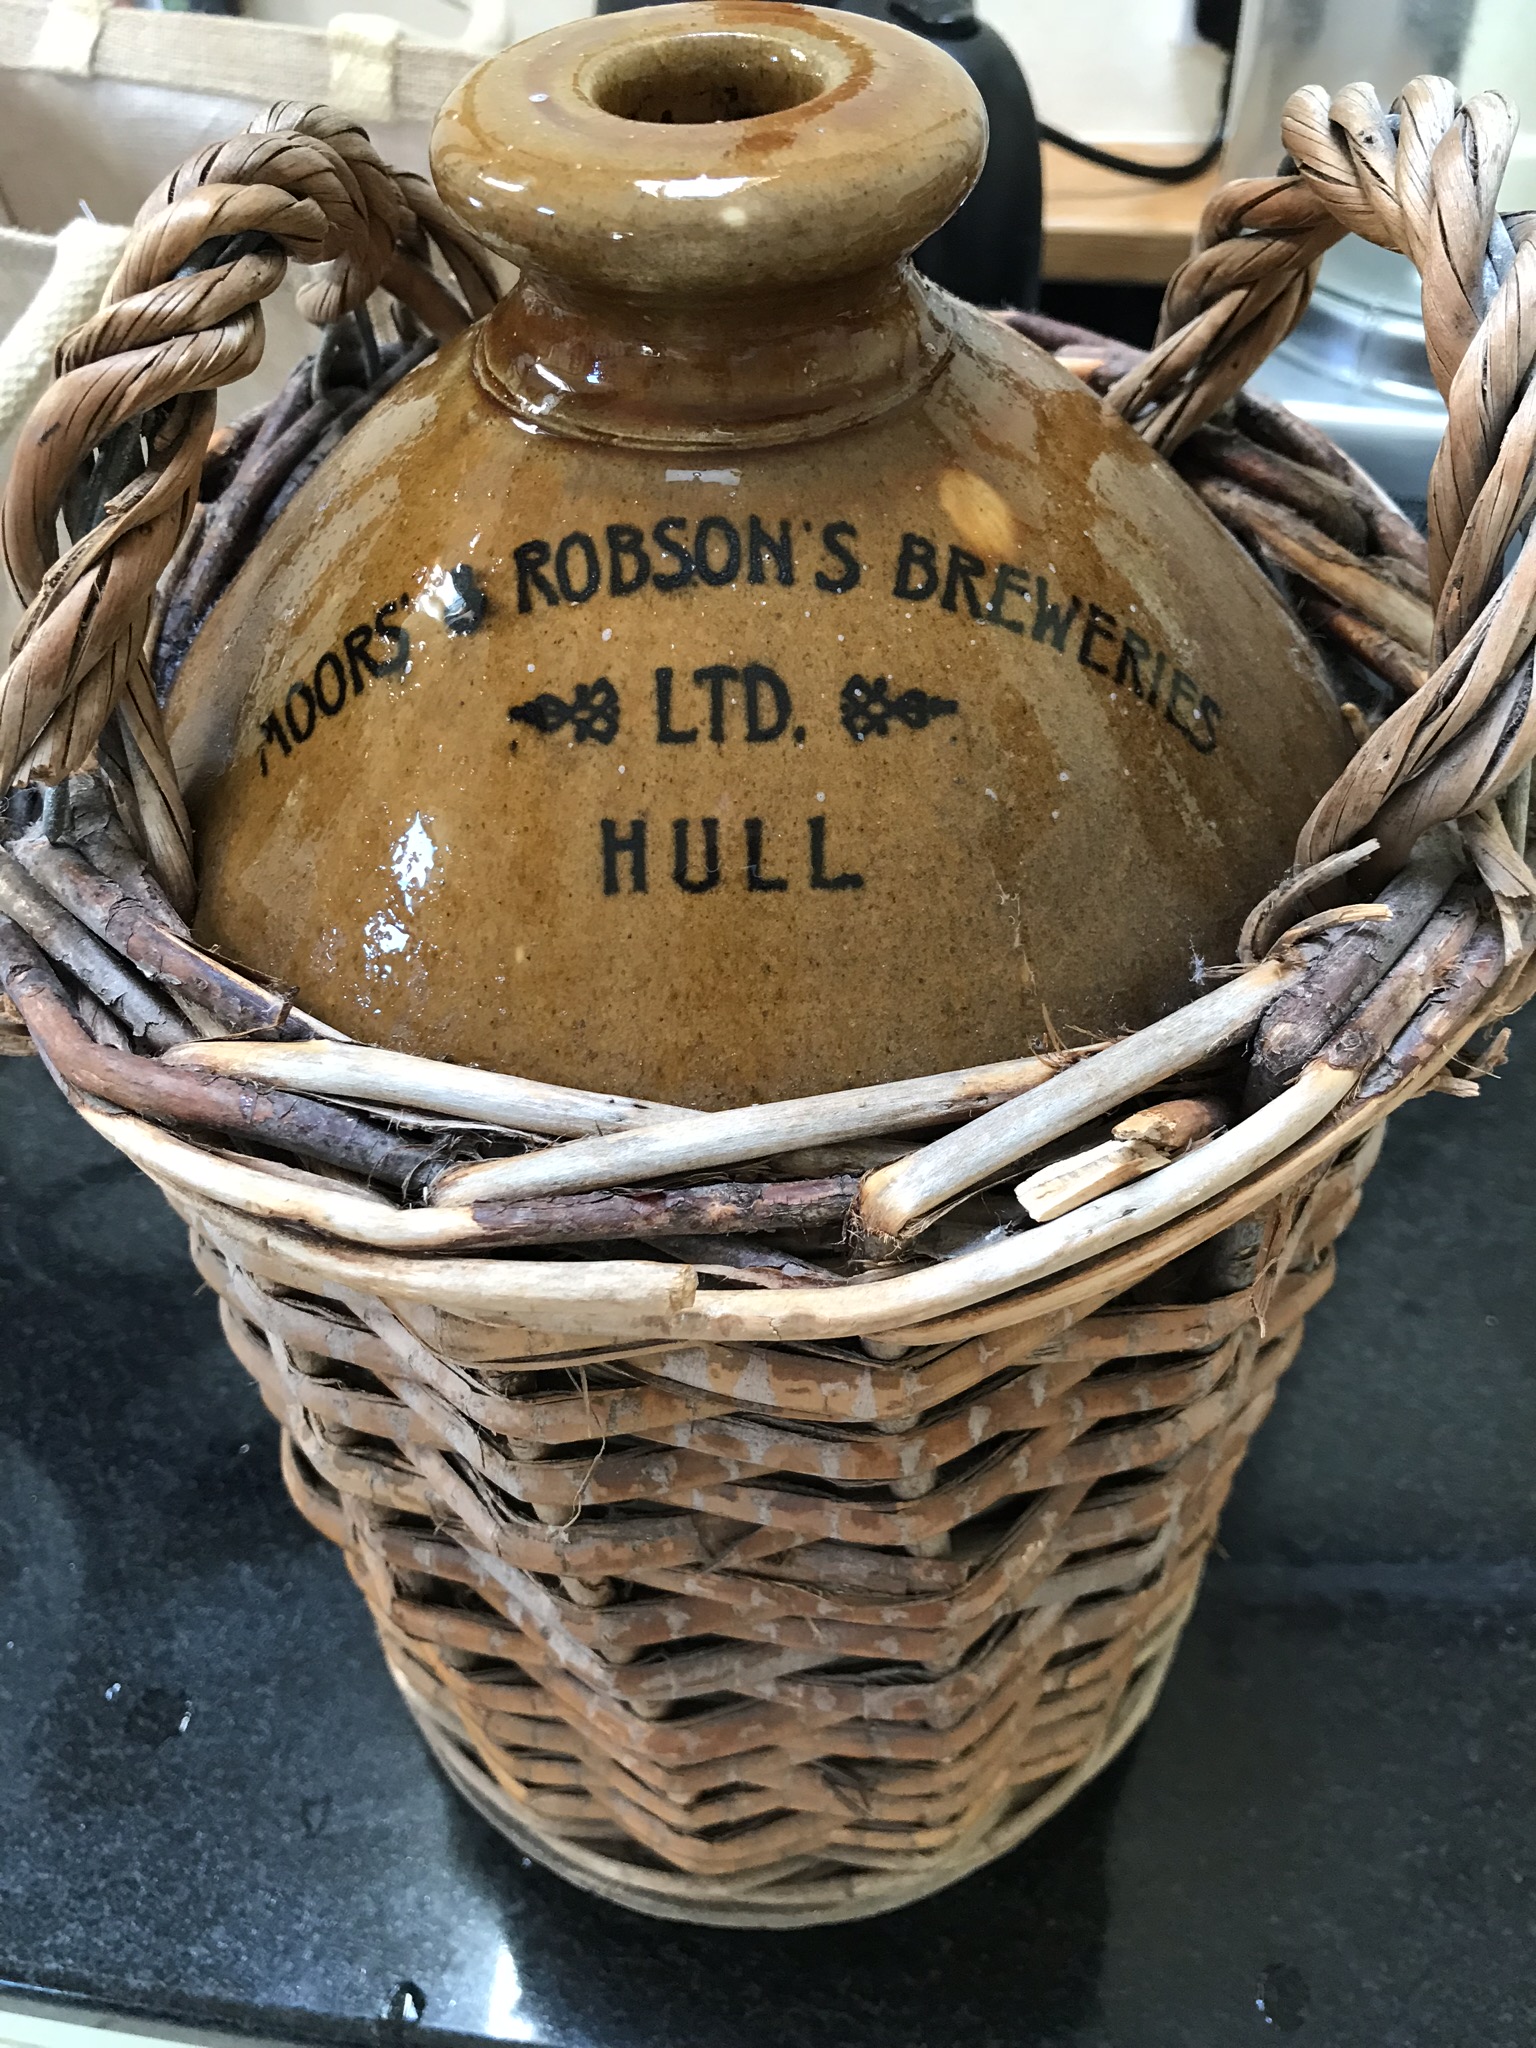 MOORS' & ROBSON'S BREWERIES
LTD.
HULL